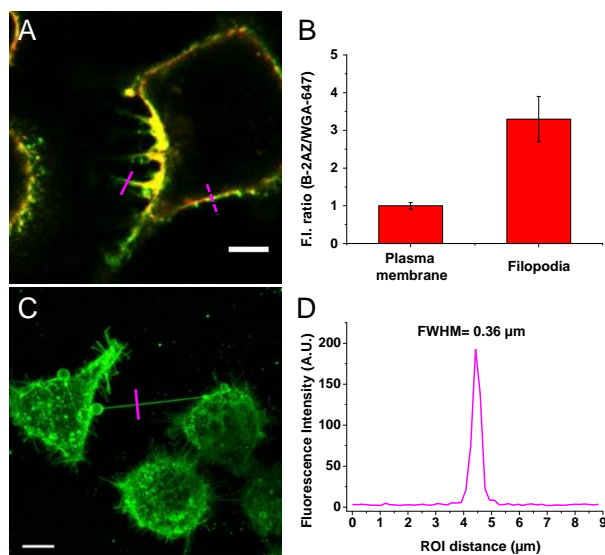 A
B
F.I. ratio (B-2AZ/WGA-647)
5
4
3
2
1
0
Plasma
membrane
Filopodia
C
D
FWHM= 0.36 µm
Fluorescence Intensity (A.U.)
200
150
100
50
0
0 1 2 3 4 5 6 7 8 9
ROI distance (µm)